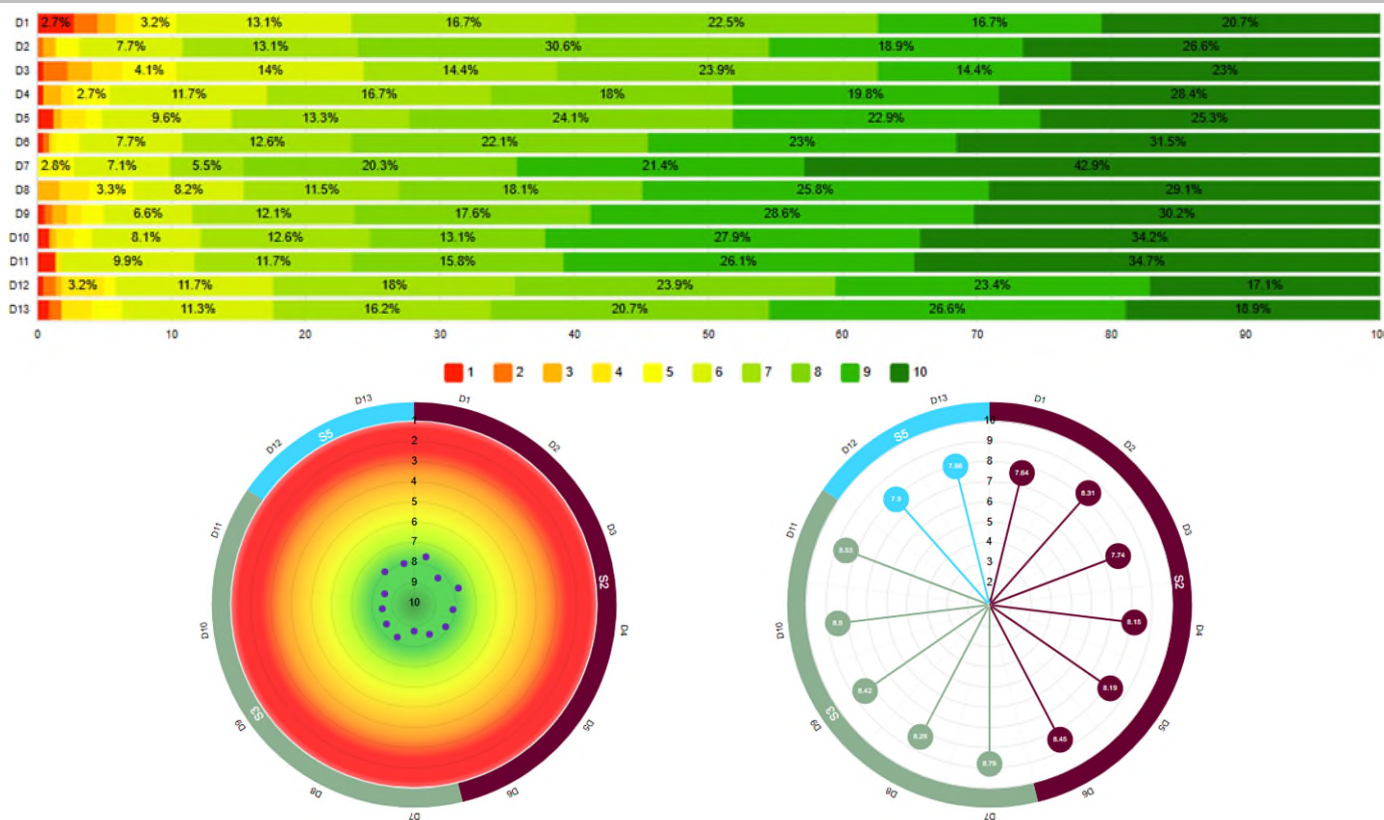 D1 2.7% 3.2% 13.1% 16.7% 22.5% 16.7% 20.7%
D2 7.7% 13.1% 30.6% 18.9% 26.6%
D3 4.1% 14% 14.4% 23.9% 14.4% 23%
D4 2.7% 11.7% 16.7% 18% 19.8% 28.4%
D5 9.6% 13.3% 24.1% 22.9% 25.3%
D6 7.7% 12.6% 22.1% 23% 31.5%
D7 2.8% 7.1% 5.5% 20.3% 21.4% 42.9%
D8 3.3% 8.2% 11.5% 18.1% 25.8% 29.1%
D9 6.6% 12.1% 17.6% 28.6% 30.2%
D10 8.1% 12.6% 13.1% 27.9% 34.2%
D11 9.9% 11.7% 15.8% 26.1% 34.7%
D12 3.2% 11.7% 18% 23.9% 23.4% 17.1%
D13 11.3% 16.2% 20.7% 26.6% 18.9%
0 10 20 30 40 50 60 70 80 90 10
1 2 3 4 5 6 7 8 9 10
D1
D2
D3
D4
D5
D6
D7
D8
D9
D10
D11
D12
D13
S2
S3
S5
1
2
3
4
5
6
7
8
9
10
D1
D2
D3
D4
D5
D6
D7
D8
D9
D10
D11
D12
D13
S2
S3
S5
10
9
8
7
6
5
4
3
2
7.64
8.31
7.74
8.15
8.19
8.45
8.79
8.42
8.5
8.53
7.9